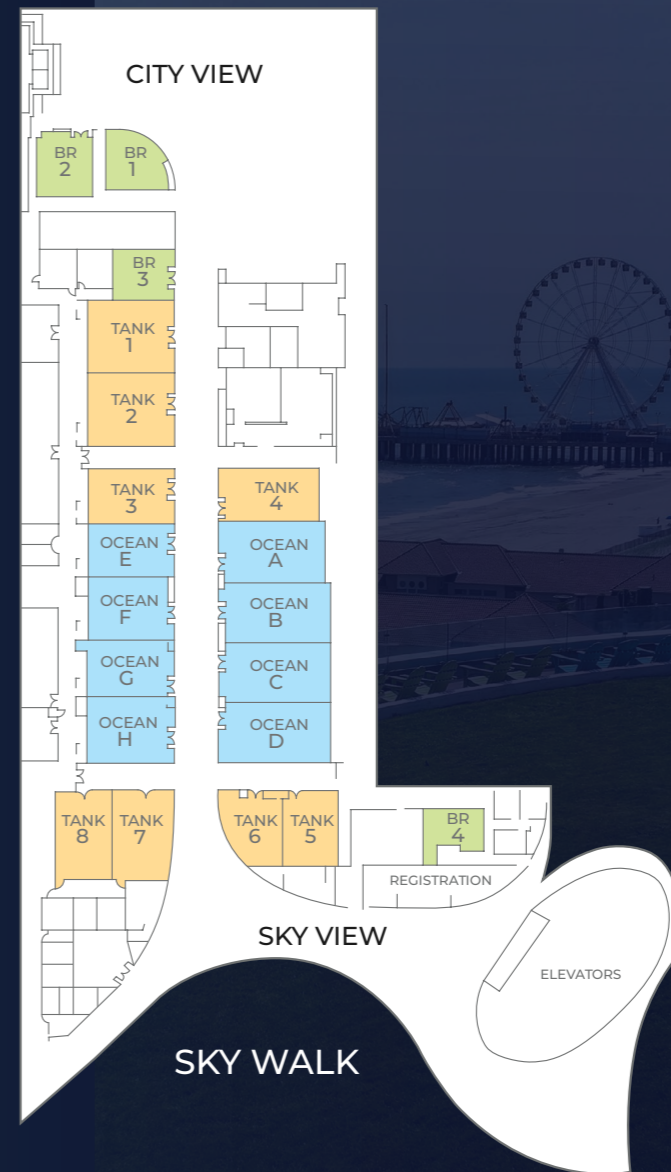 CITY VIEW
BR
2
BR
1
BR
3
TANK
1
TANK
2
TANK
3
TANK
4
OCEAN
E
OCEAN
A
OCEAN
F
OCEAN
B
OCEAN
G
OCEAN
C
OCEAN
H
OCEAN
D
TANK
8
TANK
7
TANK
6
TANK
5
BR
4
REGISTRATION
SKY VIEW
ELEVATORS
SKY WALK